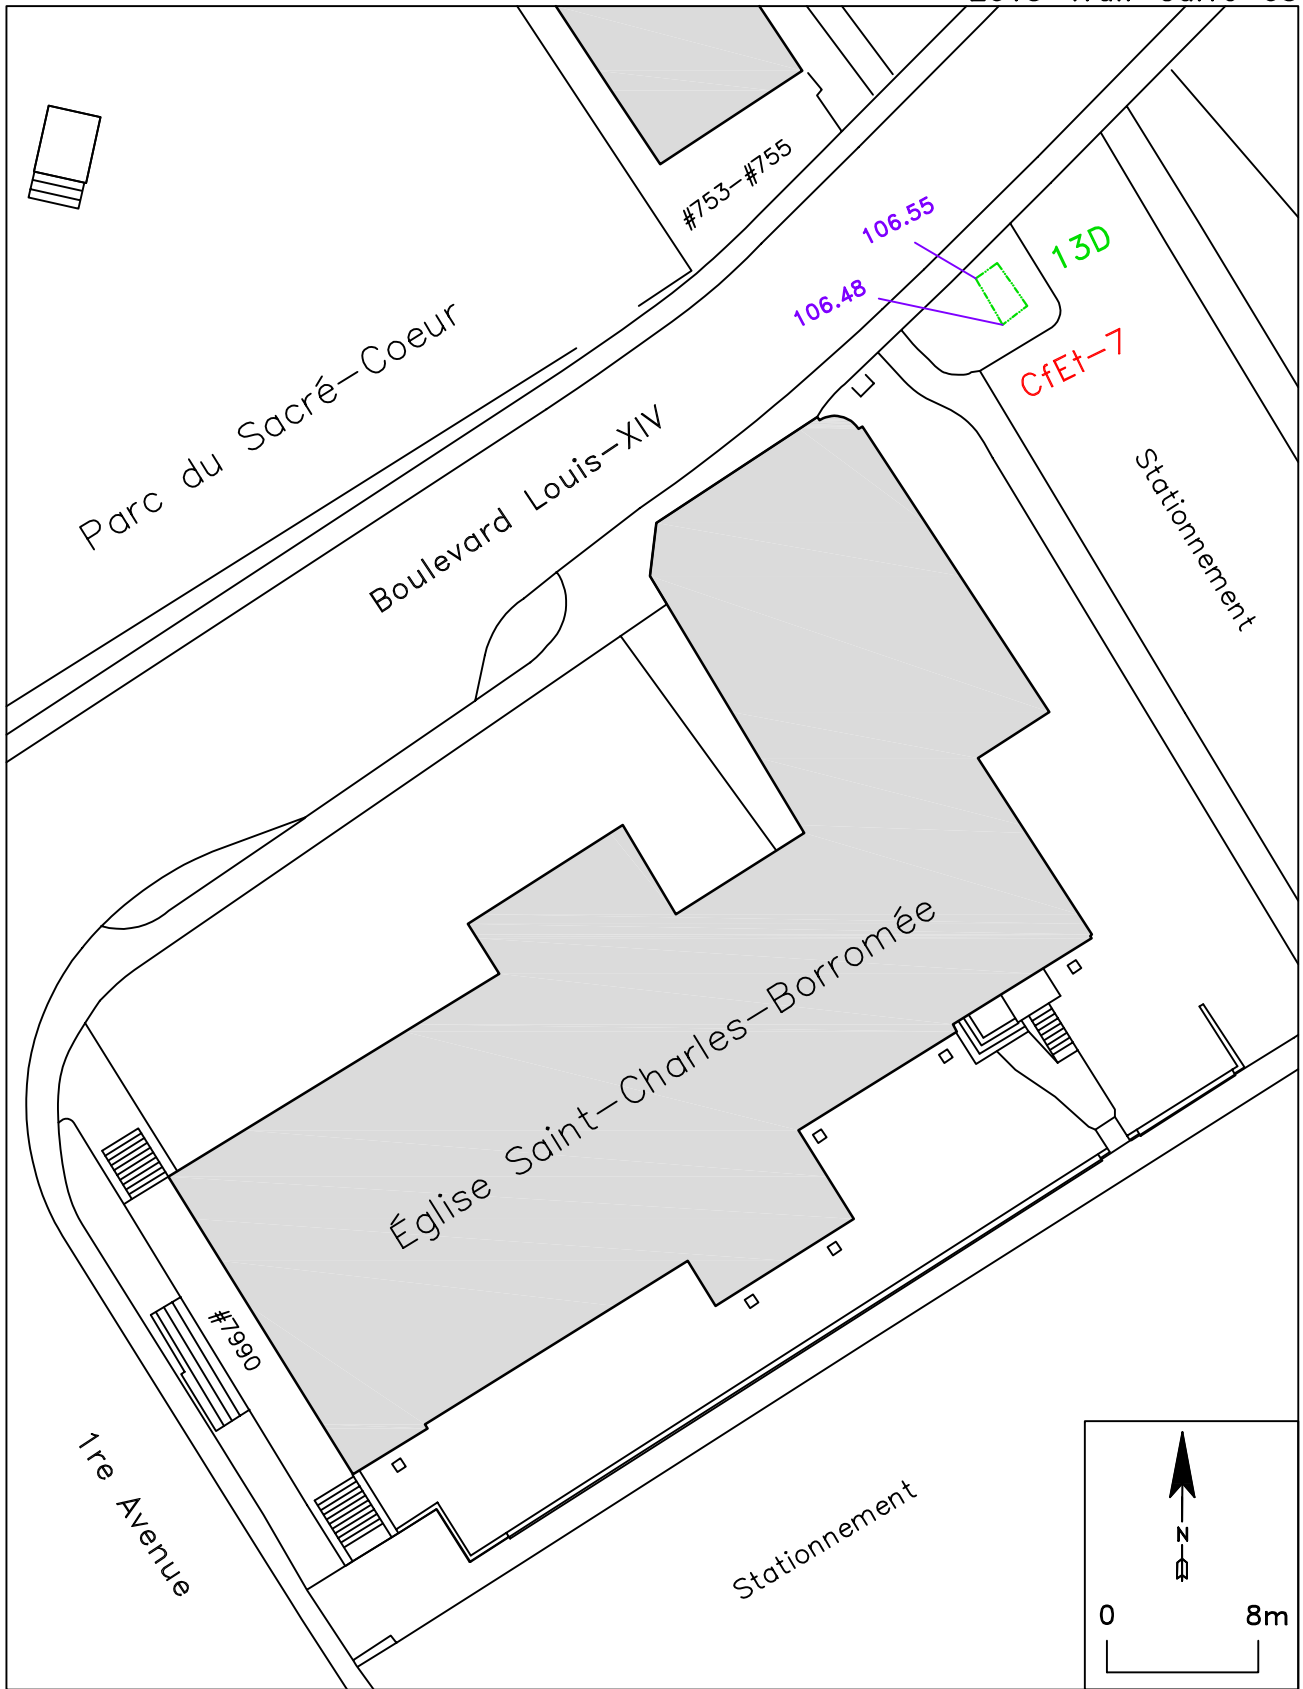 #753-#755
106.55
13D
106.48
CfEt-7
Parc du Sacré-Coeur
Boulevard Louis-XIV
Stationnement
Église Saint-Charles-Borromée
#7990
1re Avenue
Stationnement
N
0 8m